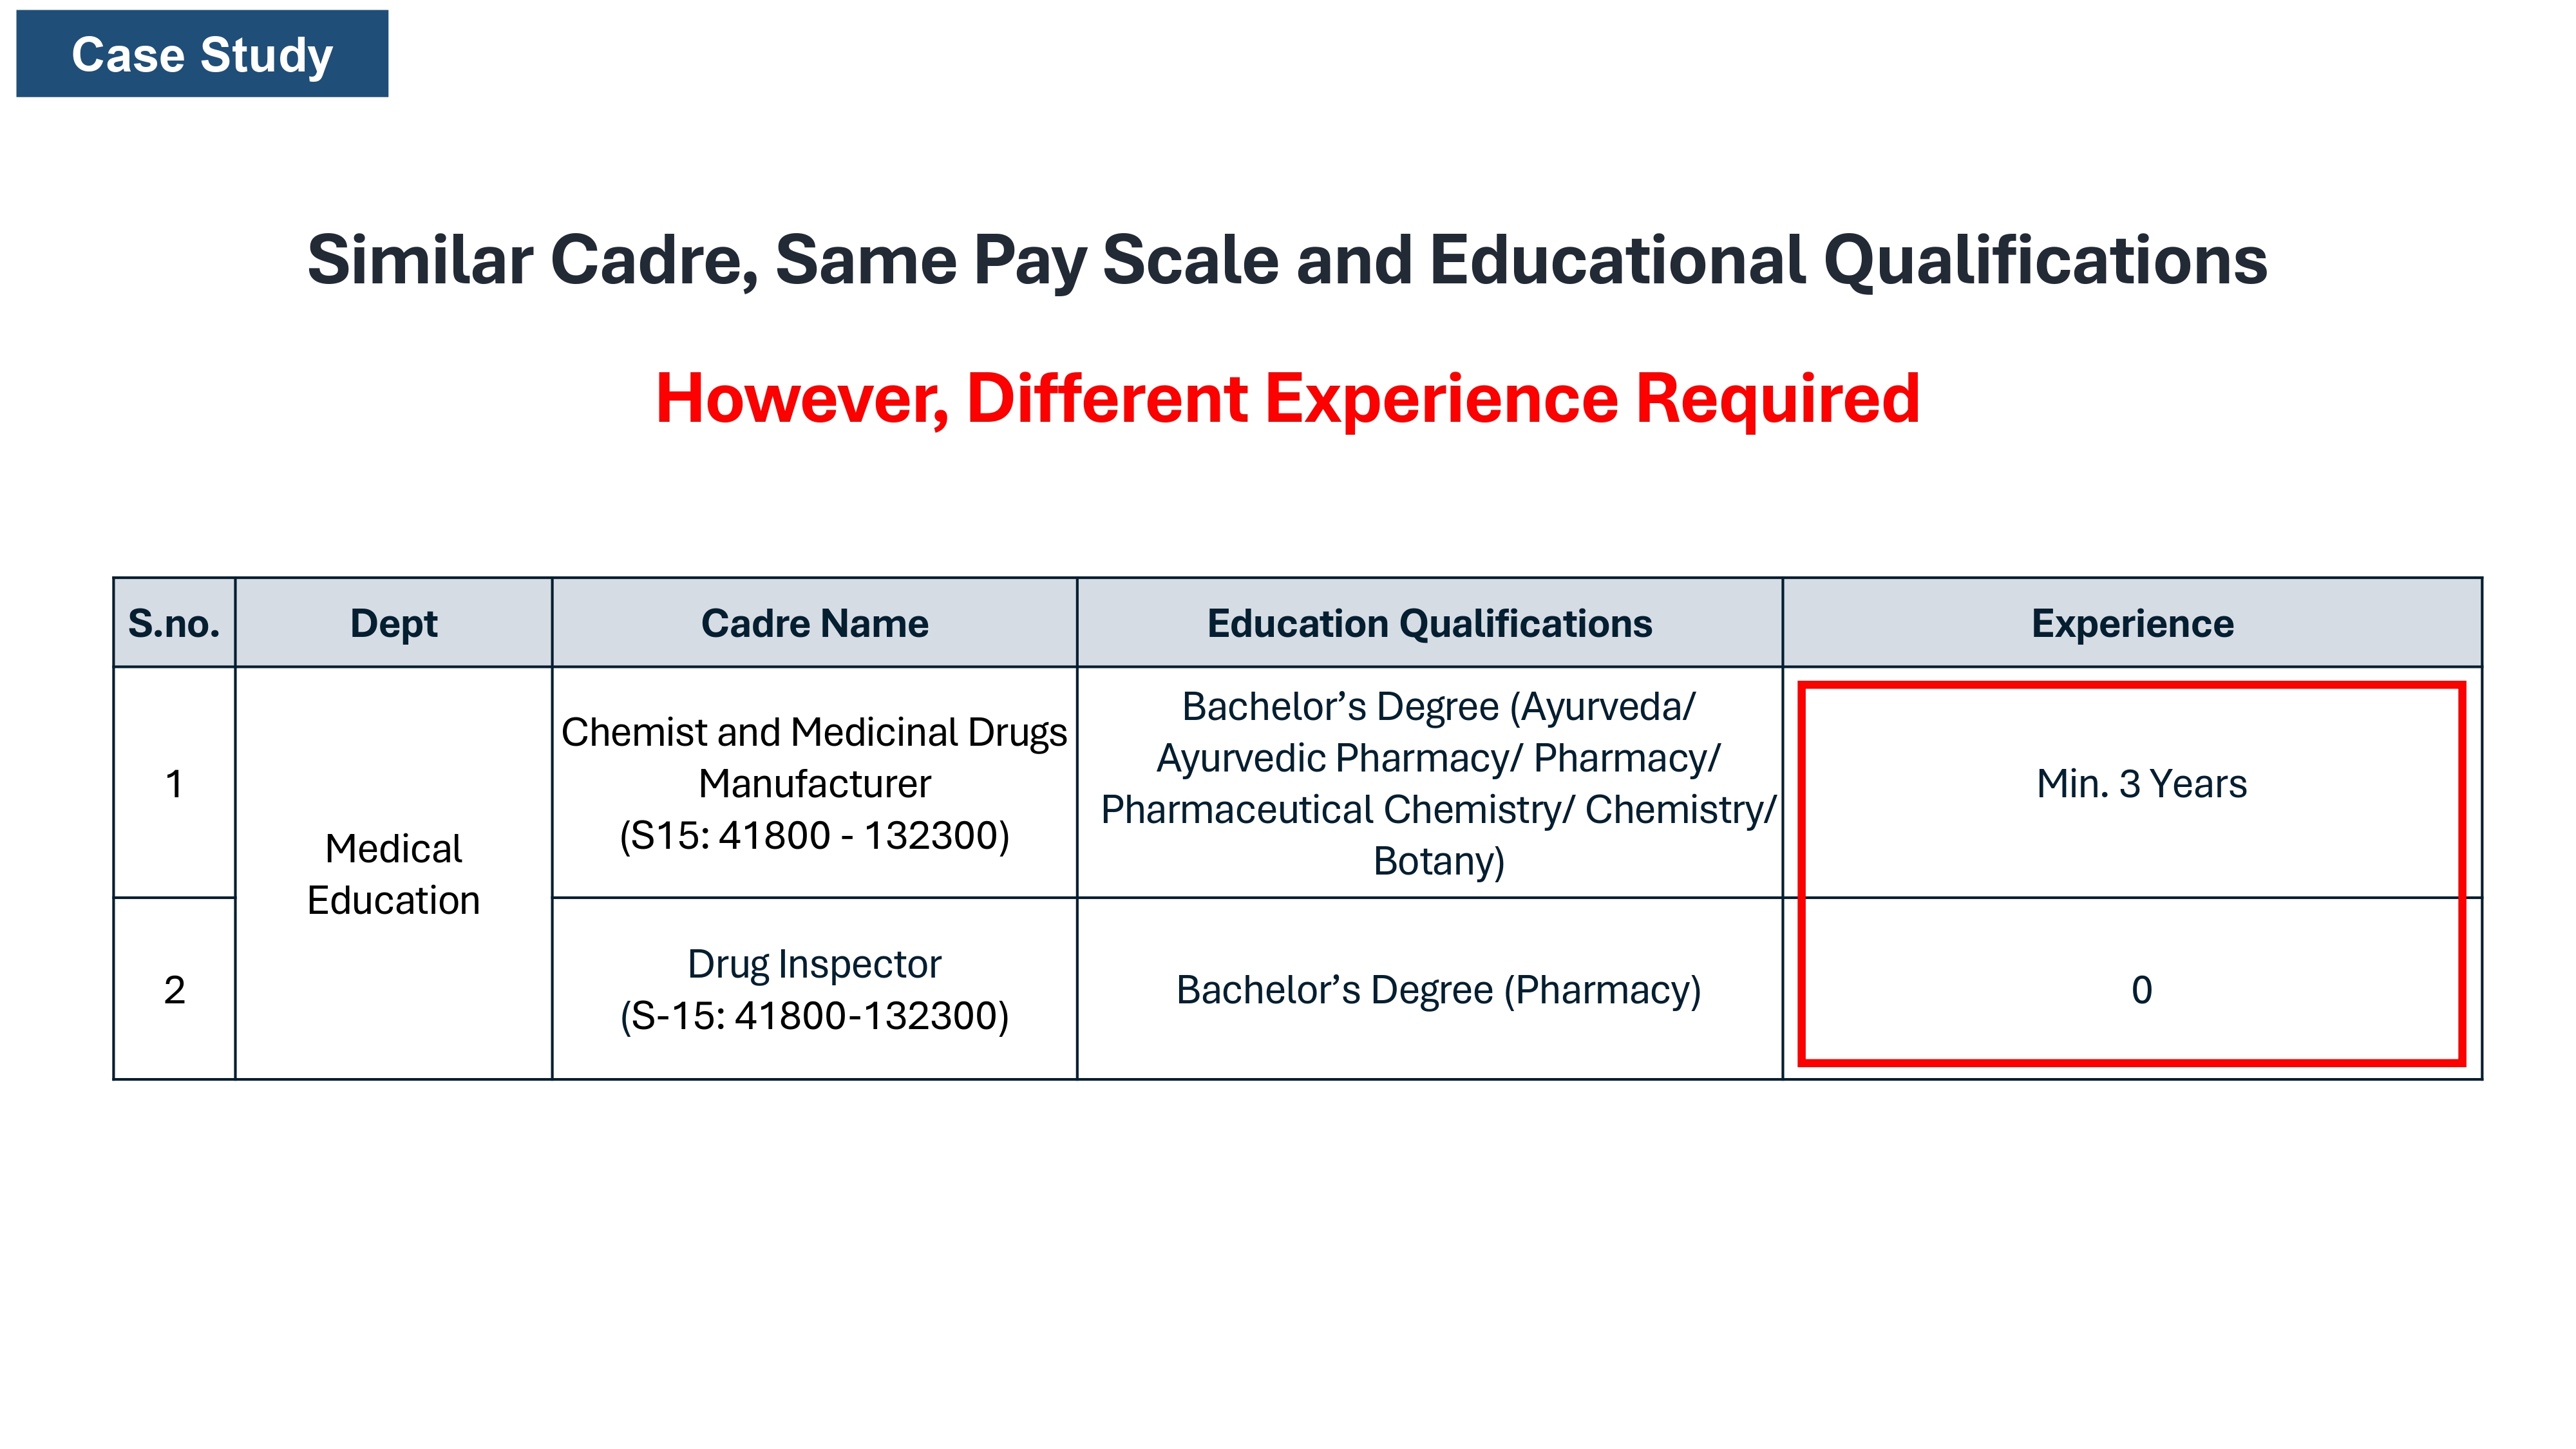 Case Study
Similar Cadre, Same Pay Scale and Educational Qualifications
However, Different Experience Required
S.no.
Dept
Cadre Name
Education Qualifications
Experience
1
Medical
Education
Chemist and Medicinal Drugs
Manufacturer
(S15: 41800 - 132300)
Bachelor’s Degree (Ayurveda/
Ayurvedic Pharmacy/ Pharmacy/
Pharmaceutical Chemistry/ Chemistry/
Botany)
Min. 3 Years
2
Drug Inspector
(S-15: 41800-132300)
Bachelor’s Degree (Pharmacy)
0